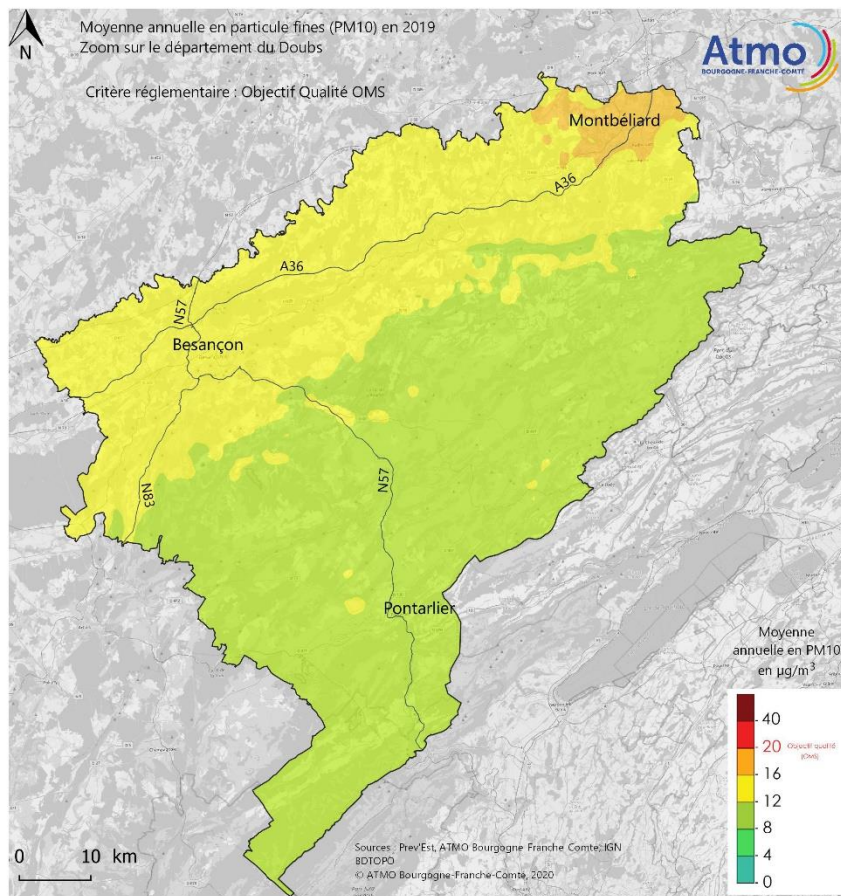 Moyenne annuelle en particule fines (PM10) en 2019
Zoom sur le département du Doubs
Critère réglementaire : Objectif Qualité OMS
N
Atmo
BOURGOGNE-FRANCHE-COMTÉ
Montbéliard
A36
A36
N57
Besançon
N83
N57
Pontarlier
Moyenne
annuelle en PM10
en µg/m³
40
20 Objectif qualité
(OMS)
16
12
8
4
0
0 10 km
Sources : Prev'Est, ATMO Bourgogne Franche Comté, IGN
BDTOPO
© ATMO Bourgogne-Franche-Comté, 2020